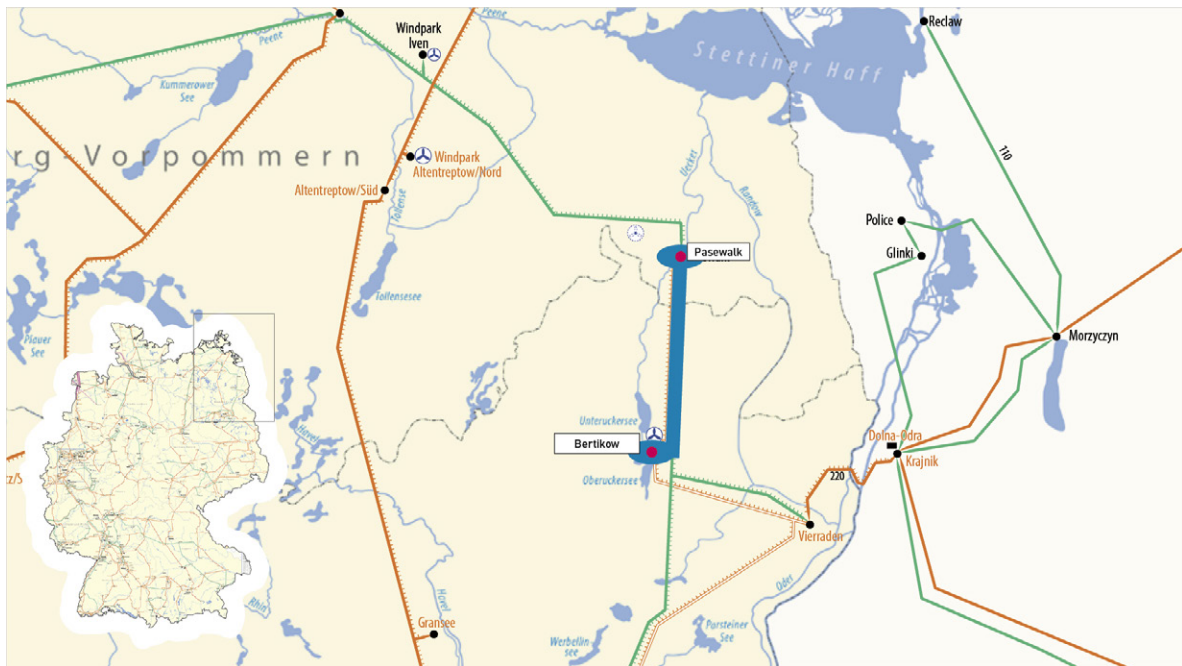 Reclaw
Peene
Windpark
Iven
Peene
Stettiner Haff
Kummerower
See
110
rg-Vorpommern
Windpark
Altentreptow/Nord
Uecker
Randow
Altentreptow/Süd
Tollense
Police
Pasewalk
Glinki
Tollensesee
Plauer
See
Morzyczyn
Unteruckersee
Havel
Bertikow
Dolna-Odra
Krajnik
220
cz/S
Oberuckersee
Vierraden
Oder
Rhin
Havel
Gransee
Parsteiner
See
Werbellin
see